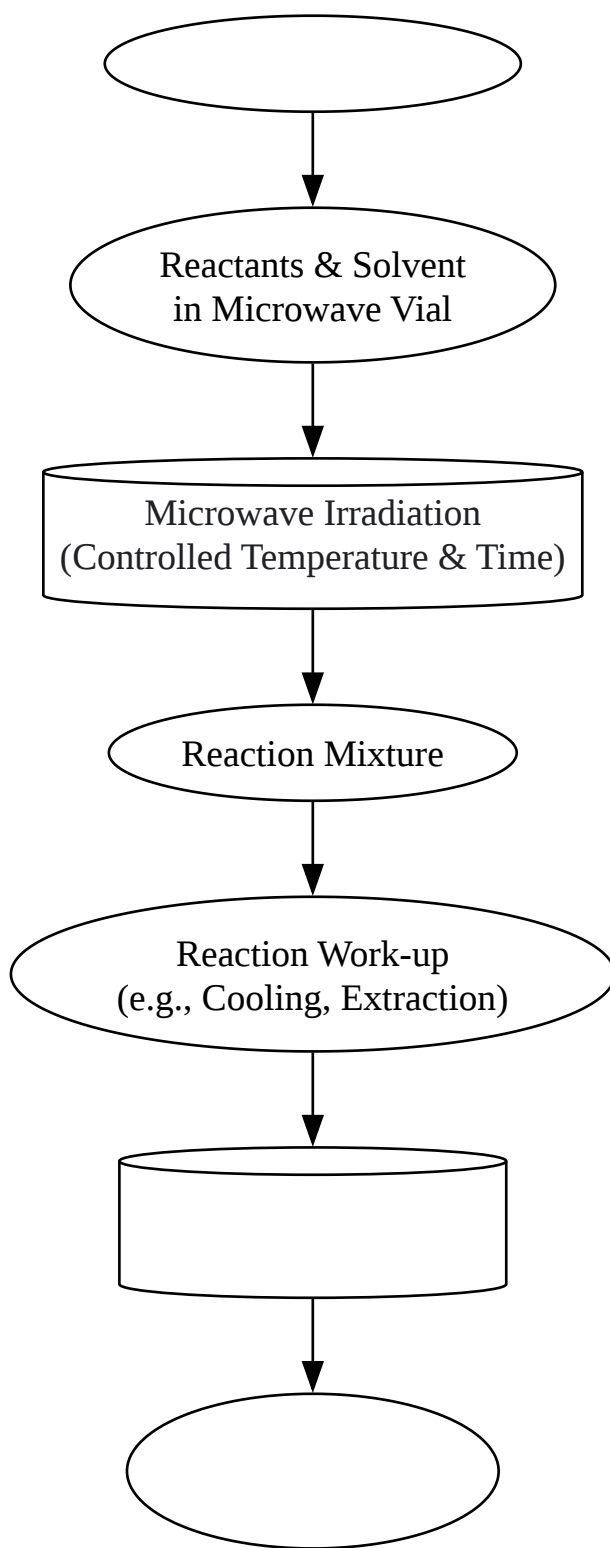 Reactants & Solvent
in Microwave Vial
Microwave Irradiation
(Controlled Temperature & Time)
Reaction Mixture
Reaction Work-up
(e.g., Cooling, Extraction)